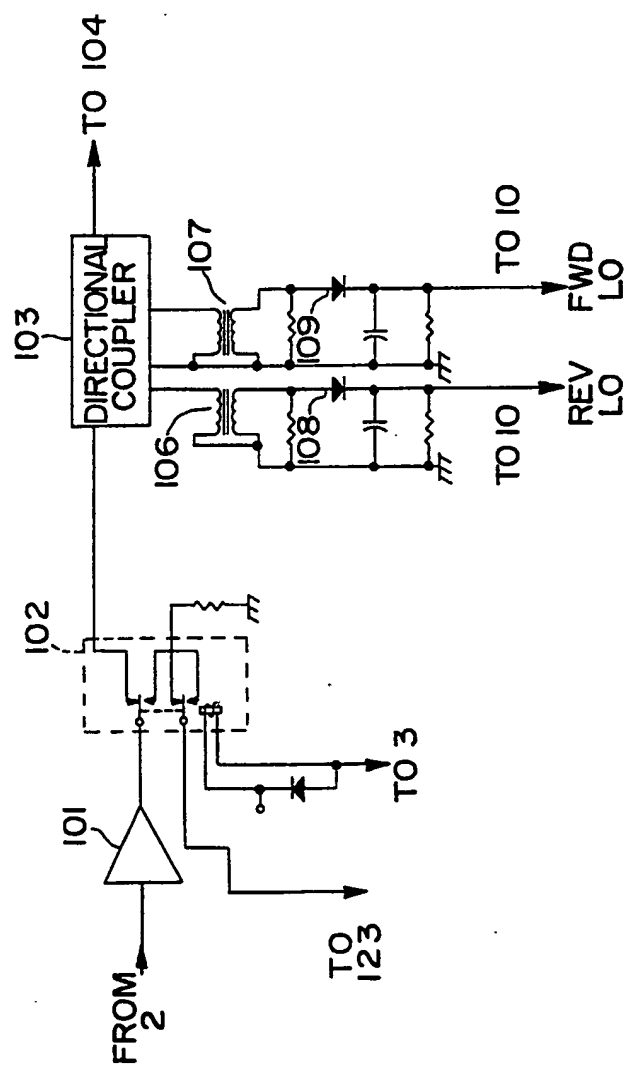 FROM
2
101
102
TO
123
TO 3
103
DIRECTIONAL
COUPLER
TO 104
106
107
108
109
TO 10
REV
LO
TO 10
FWD
LO